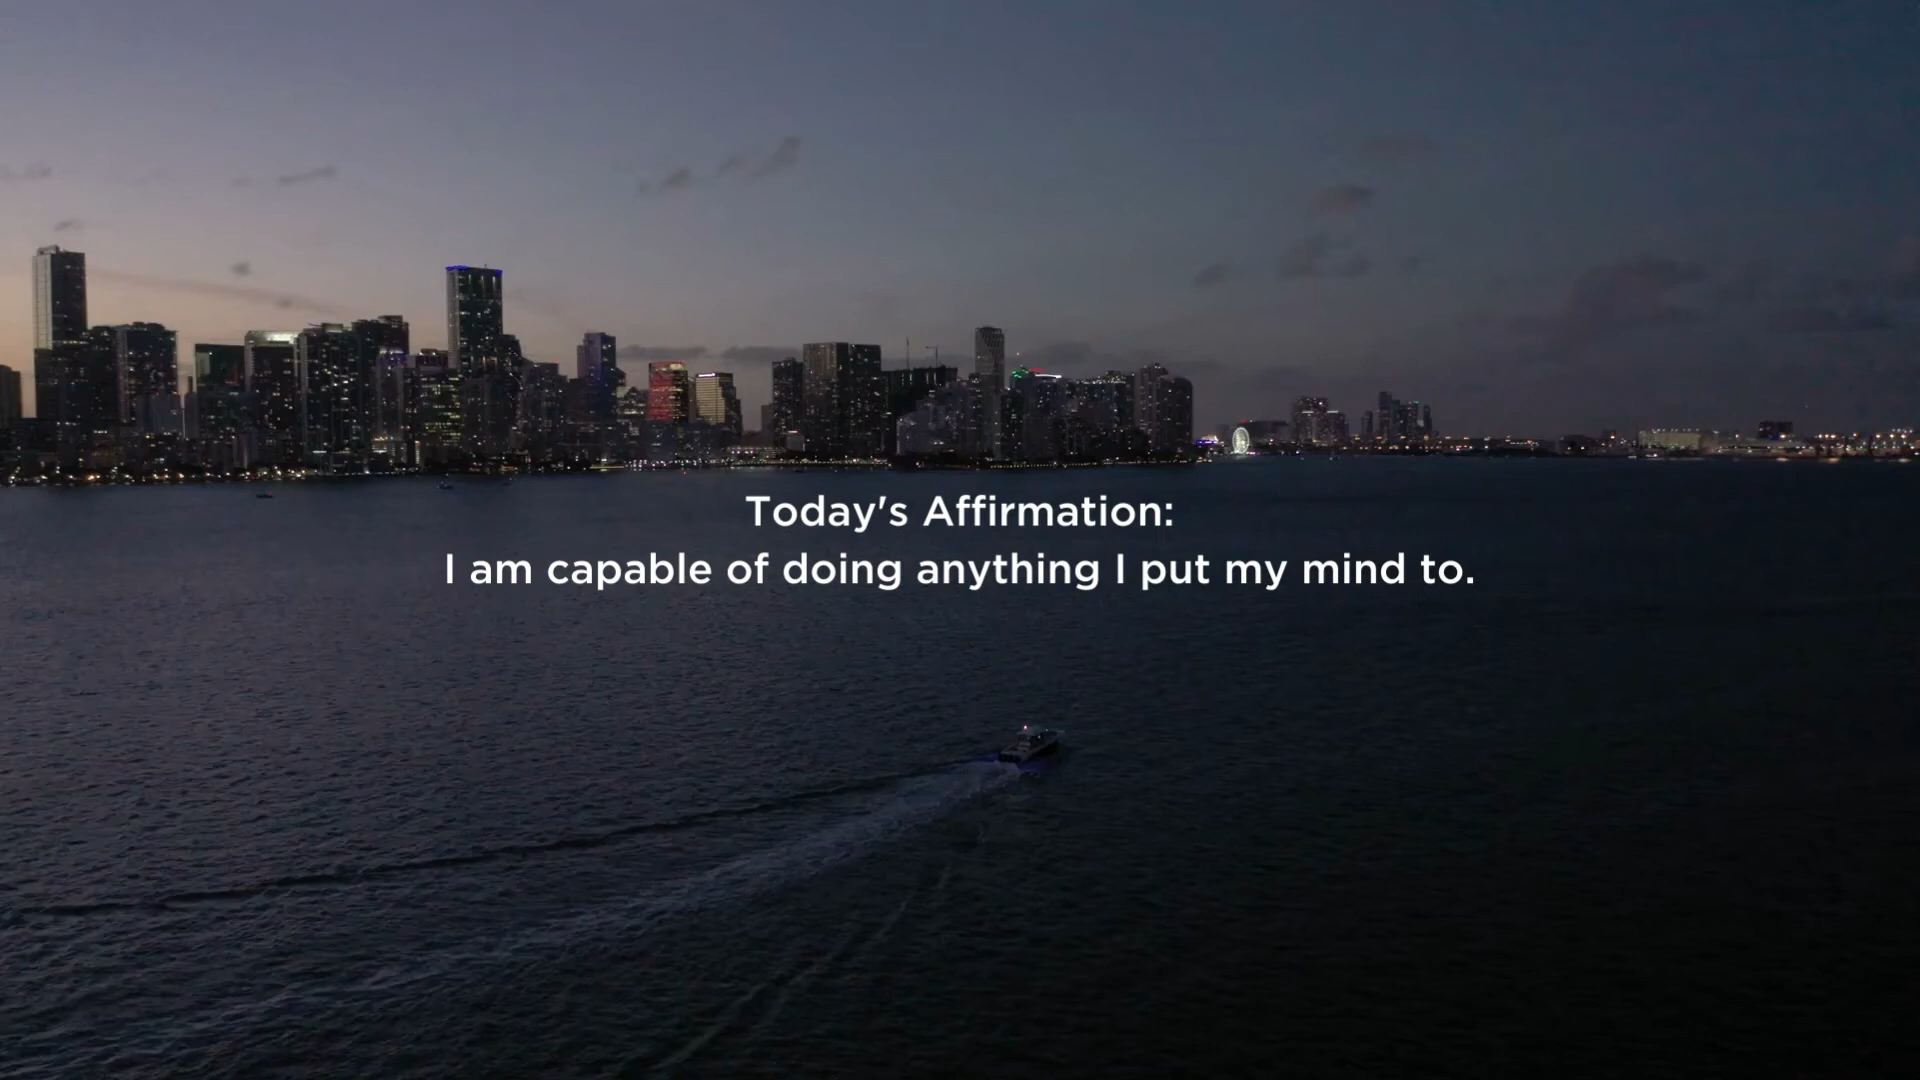 Today's Affirmation:
I am capable of doing anything I put my mind to.